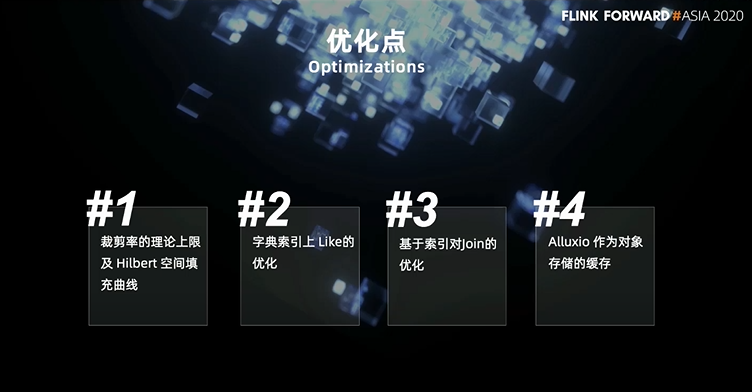 FLINK FORWARD#ASIA 2020
优化点
Optimizations
#1
裁剪率的理论上限
及 Hilbert 空间填
充曲线
#2
字典索引上 Like的
优化
#3
基于索引对Join的
优化
#4
Alluxio 作为对象
存储的缓存